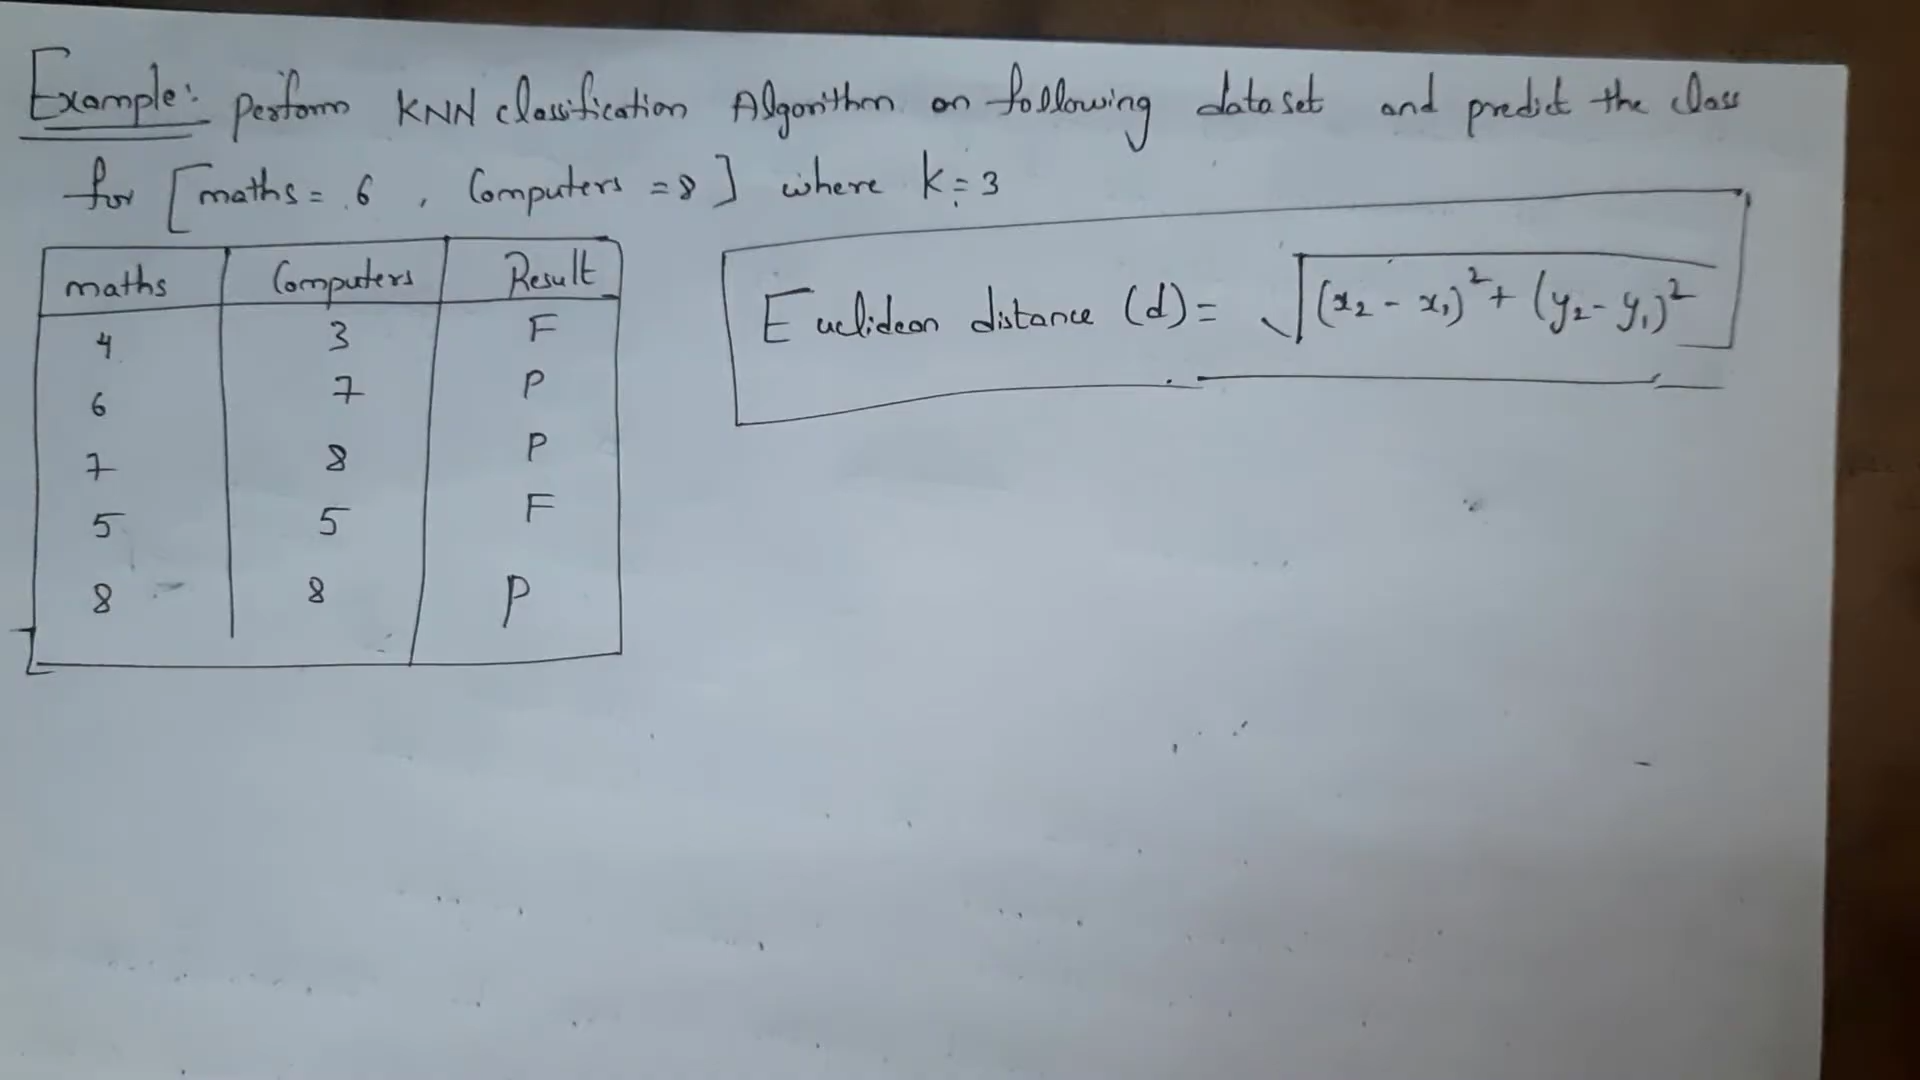 Example: perform KNN classification Algorithm on following dataset and predict the class
for [maths = 6 , Computers = 8] where K = 3
maths Computers Result
4 3 F
6 7 P
7 8 P
5 5 F
8 8 P
Euclidean distance (d) = √(x₂ - x₁)² + (y₂ - y₁)²